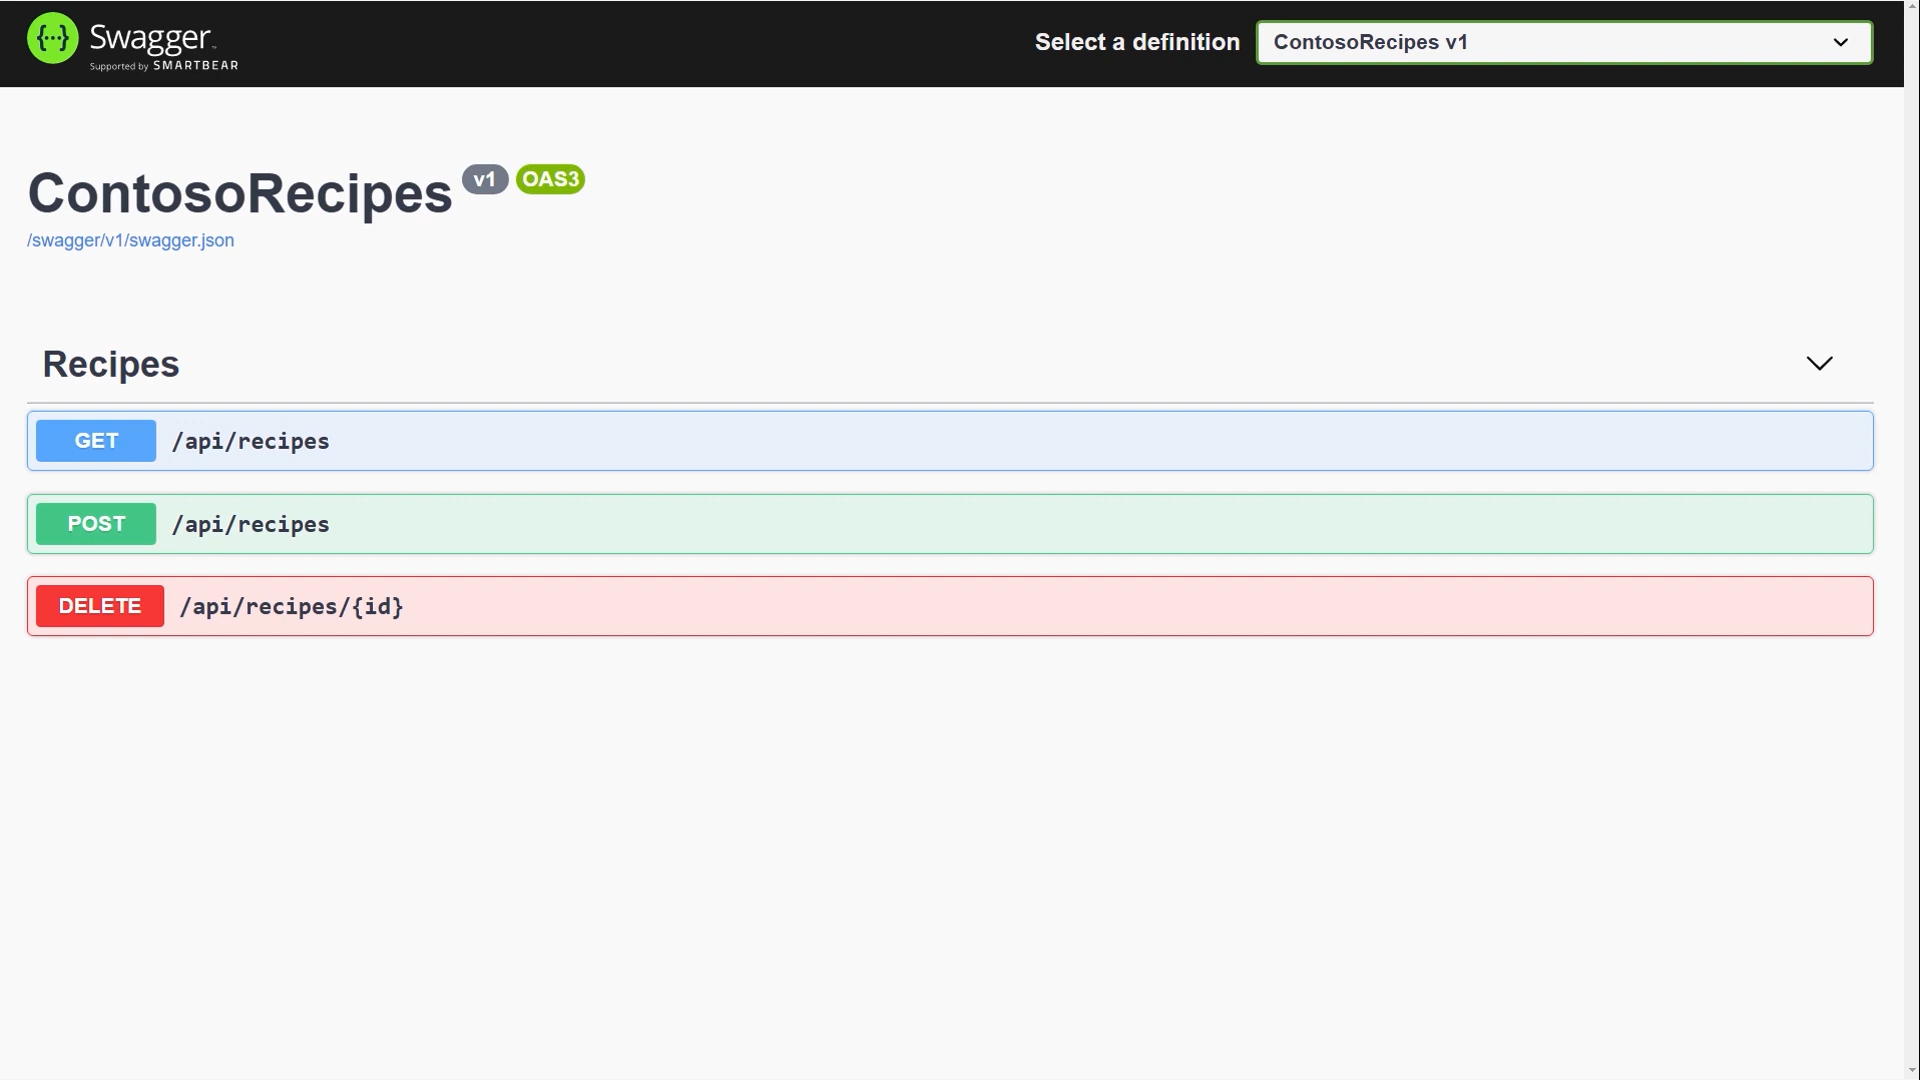 {···} Swagger™
Supported by SMARTBEAR
Select a definition
ContosoRecipes v1
ContosoRecipes v1 OAS3
/swagger/v1/swagger.json
Recipes
GET /api/recipes
POST /api/recipes
DELETE /api/recipes/{id}